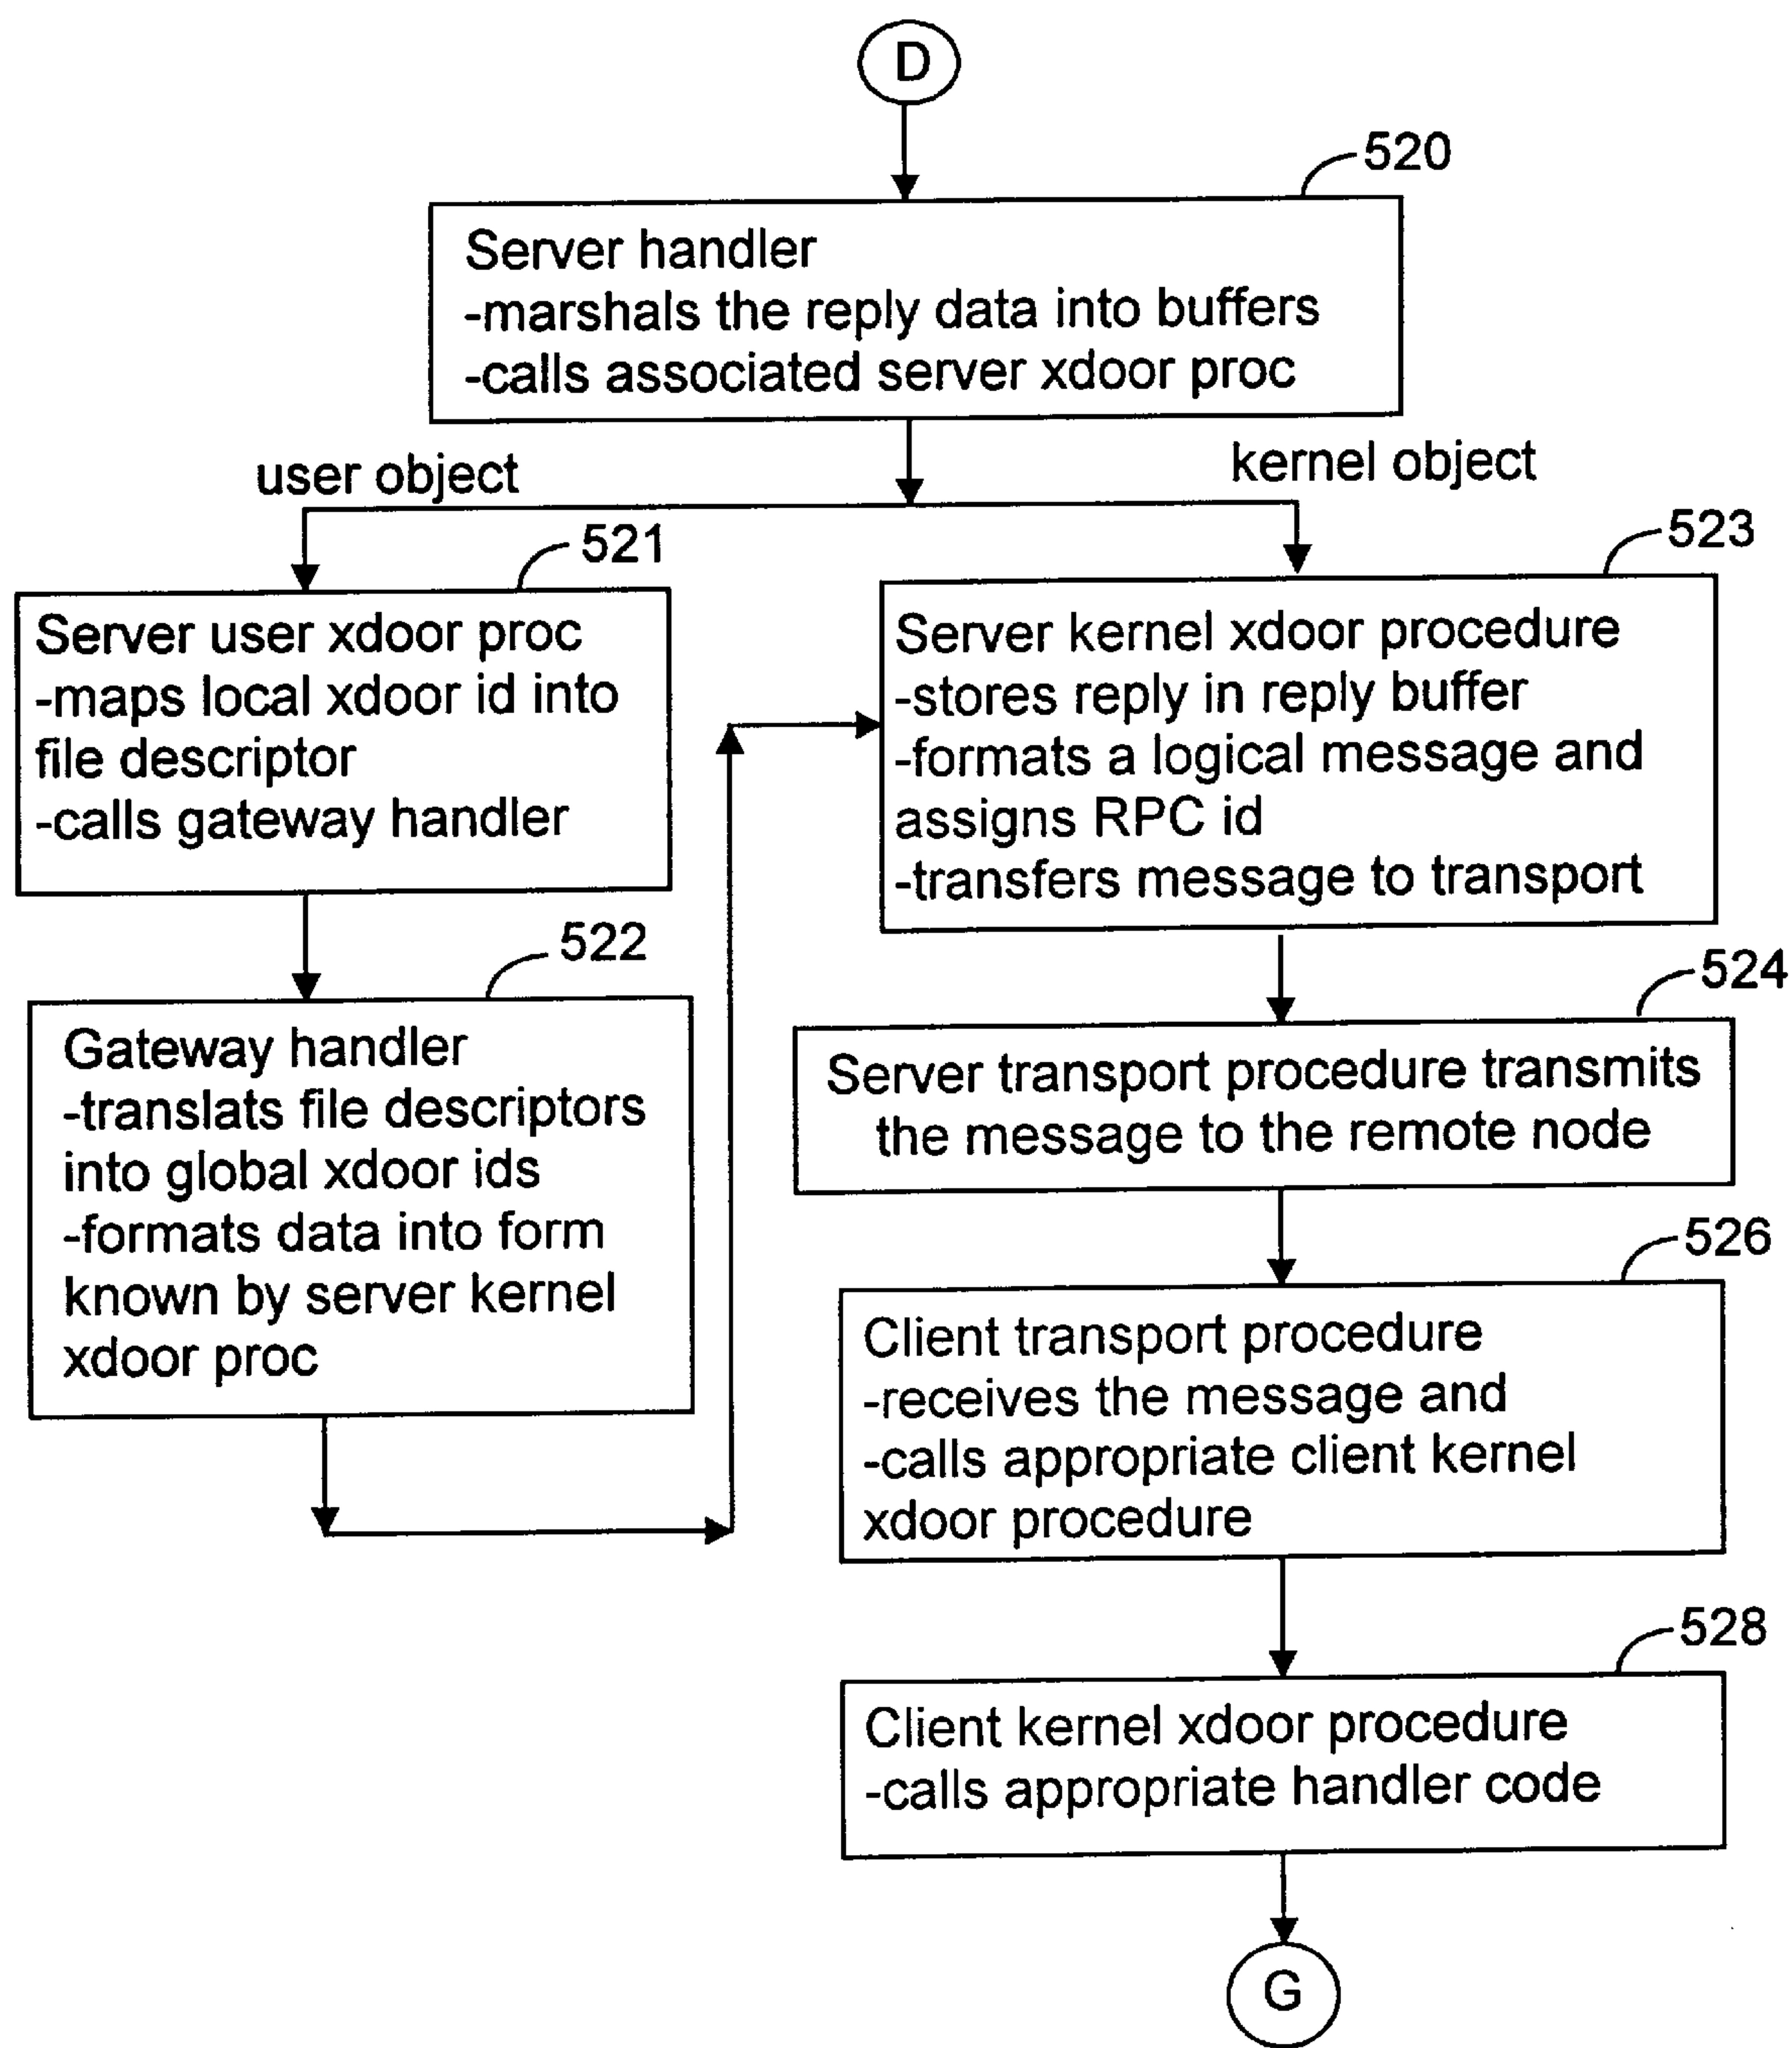 D
520
Server handler
-marshals the reply data into buffers
-calls associated server xdoor proc
user object
kernel object
521
Server user xdoor proc
-maps local xdoor id into
file descriptor
-calls gateway handler
522
Gateway handler
-translats file descriptors
into global xdoor ids
-formats data into form
known by server kernel
xdoor proc
523
Server kernel xdoor procedure
-stores reply in reply buffer
-formats a logical message and
assigns RPC id
-transfers message to transport
524
Server transport procedure transmits
the message to the remote node
526
Client transport procedure
-receives the message and
-calls appropriate client kernel
xdoor procedure
528
Client kernel xdoor procedure
-calls appropriate handler code
G